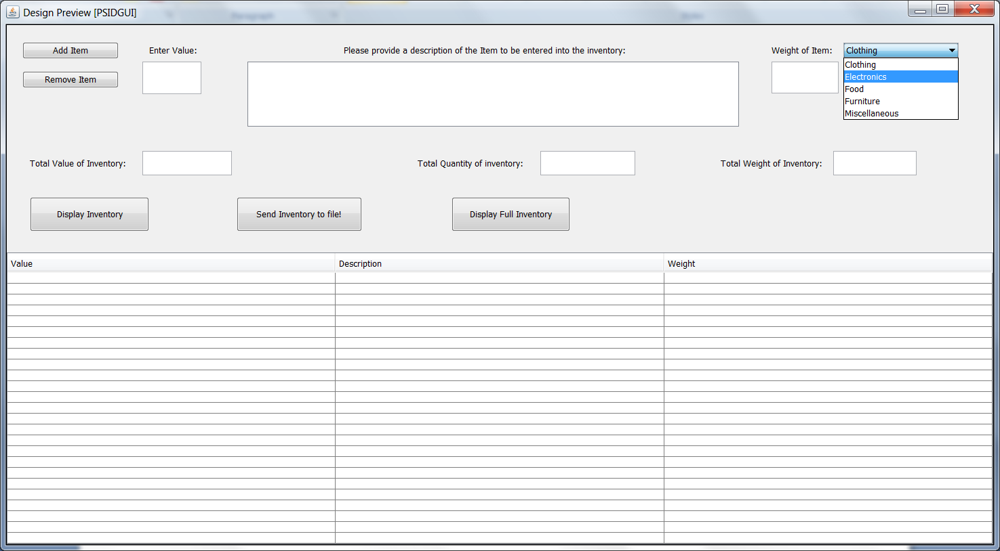 Design Preview [PSIDGUI]
Add Item
Enter Value:
Please provide a description of the Item to be entered into the inventory:
Weight of Item:
Clothing
Remove Item
Clothing
Electronics
Food
Furniture
Miscellaneous
Total Value of Inventory:
Total Quantity of inventory:
Total Weight of Inventory:
Display Inventory
Send Inventory to file!
Display Full Inventory
Value
Description
Weight